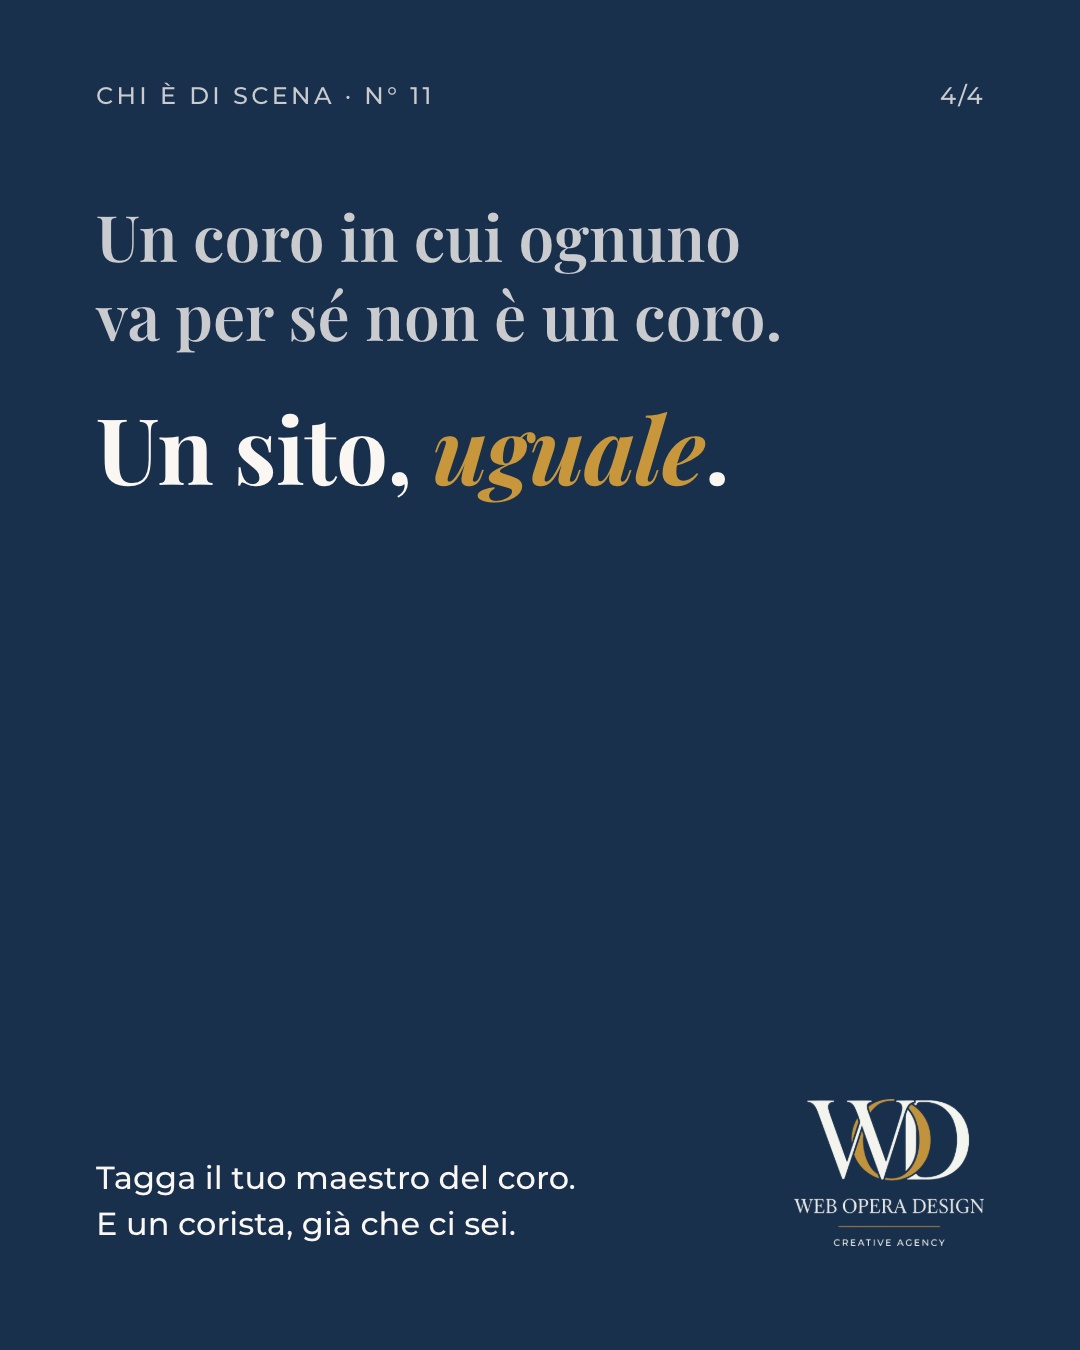 CHI È DI SCENA · N° 11
4/4
Un coro in cui ognuno
va per sé non è un coro.
Un sito, uguale.
Tagga il tuo maestro del coro.
E un corista, già che ci sei.
WOD
WEB OPERA DESIGN
CREATIVE AGENCY